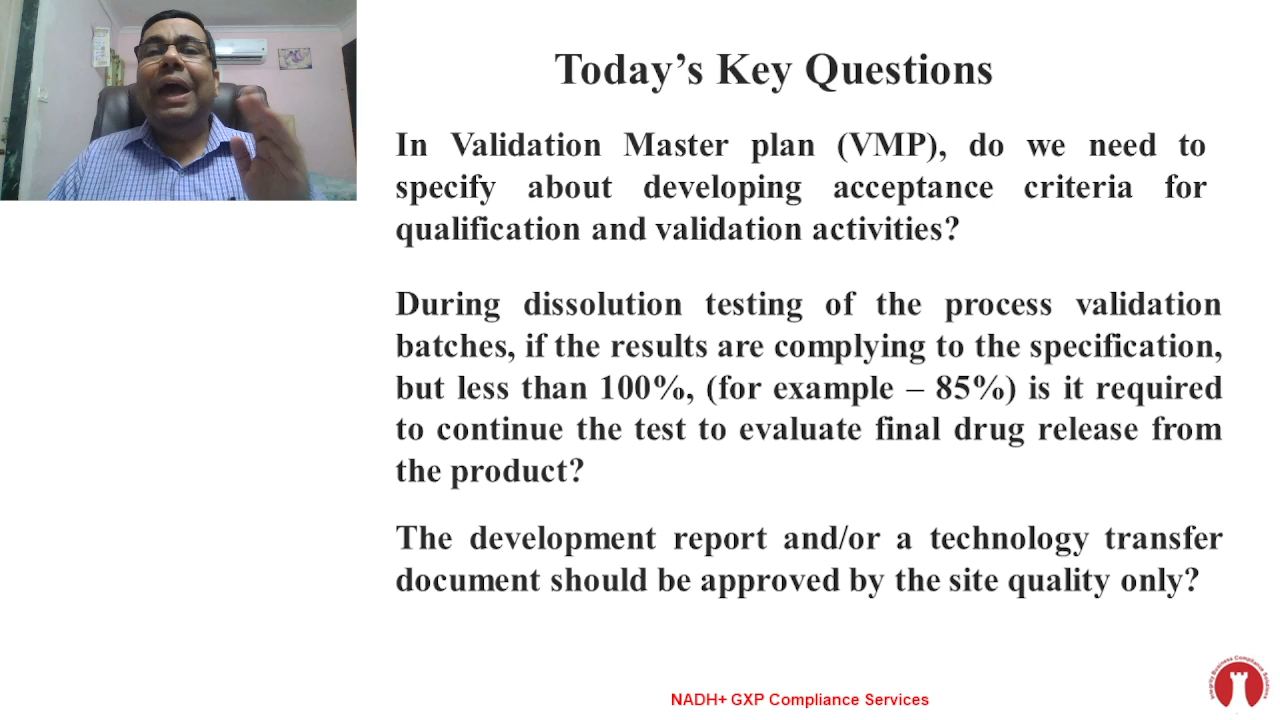 Today’s Key Questions
In Validation Master plan (VMP), do we need to
specify about developing acceptance criteria for
qualification and validation activities?
During dissolution testing of the process validation
batches, if the results are complying to the specification,
but less than 100%, (for example – 85%) is it required
to continue the test to evaluate final drug release from
the product?
The development report and/or a technology transfer
document should be approved by the site quality only?
NADH+ GXP Compliance Services
Integrity Business Compliance Solutions